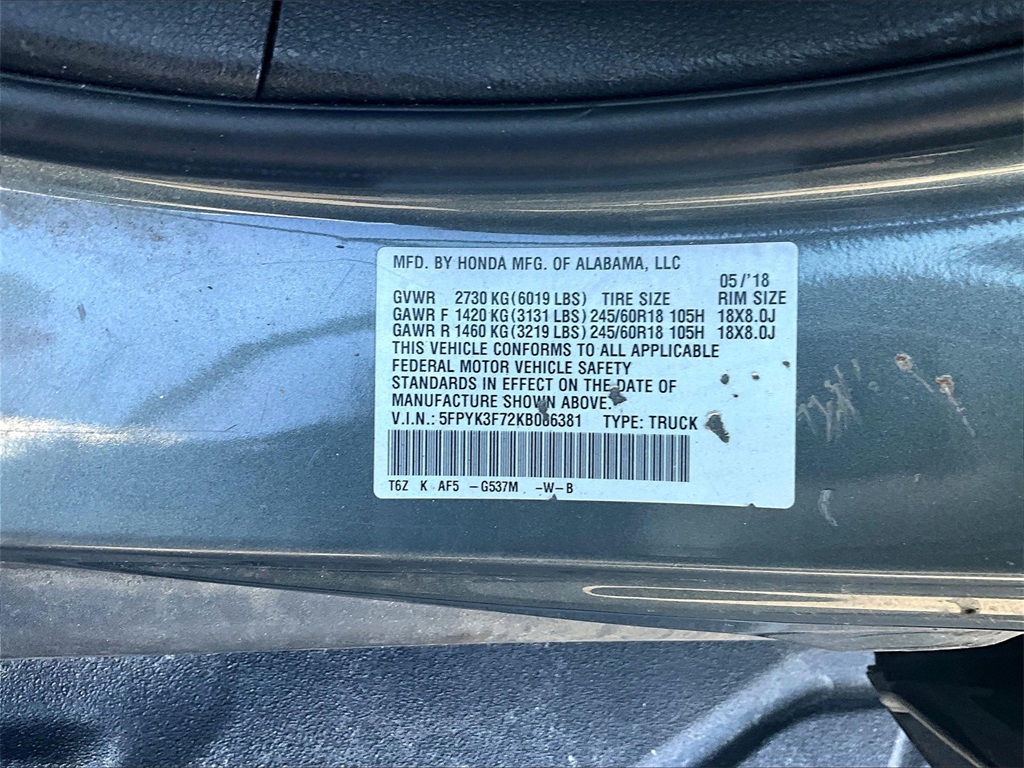 MFD. BY HONDA MFG. OF ALABAMA, LLC
05/'18
GVWR 2730 KG (6019 LBS) TIRE SIZE RIM SIZE
GAWR F 1420 KG (3131 LBS) 245/60R18 105H 18X8.0J
GAWR R 1460 KG (3219 LBS) 245/60R18 105H 18X8.0J
THIS VEHICLE CONFORMS TO ALL APPLICABLE
FEDERAL MOTOR VEHICLE SAFETY
STANDARDS IN EFFECT ON THE DATE OF
MANUFACTURE SHOWN ABOVE.
V.I.N.: 5FPYK3F72KB006381 TYPE: TRUCK
T6Z K AF5 -G537M -W-B